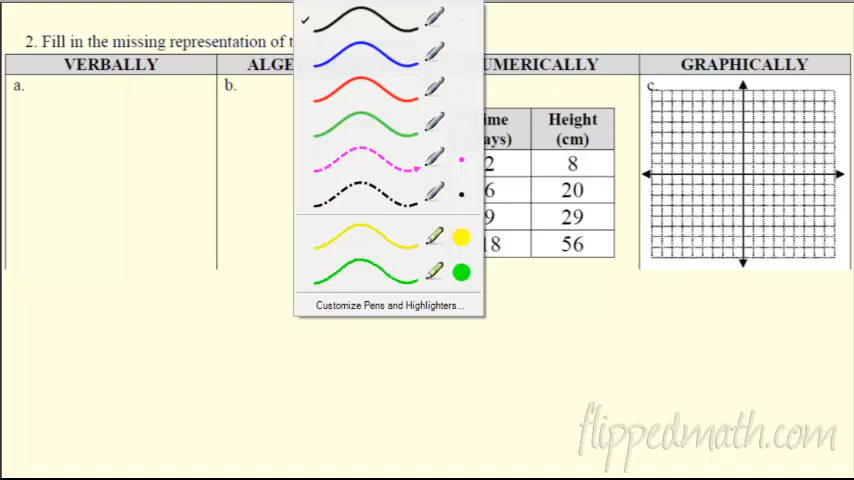 2. Fill in the missing representation of t
VERBALLY ALGE UMERICALLY GRAPHICALLY
a. b. c.
ime Height
ays) (cm)
2 8
6 20
9 29
18 56
Customize Pens and Highlighters...
flippedmath.com